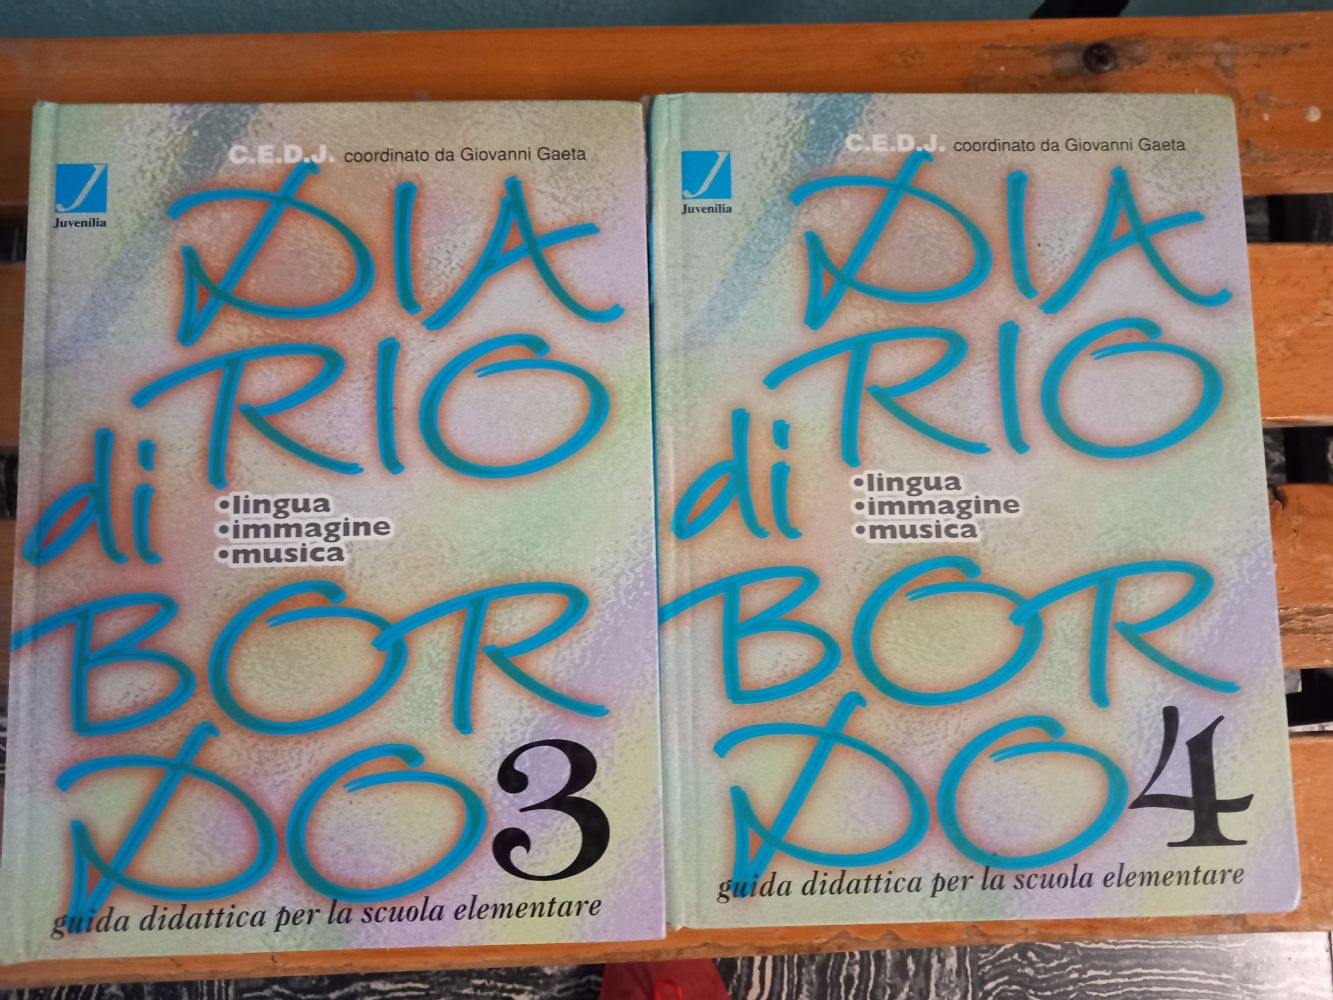 C.E.D.J. coordinato da Giovanni Gaeta
J
Juvenilia
DIA
RIO
di
•lingua
•immagine
•musica
BOR
DO
3
guida didattica per la scuola elementare
C.E.D.J. coordinato da Giovanni Gaeta
J
Juvenilia
DIA
RIO
di
•lingua
•immagine
•musica
BOR
DO
4
guida didattica per la scuola elementare